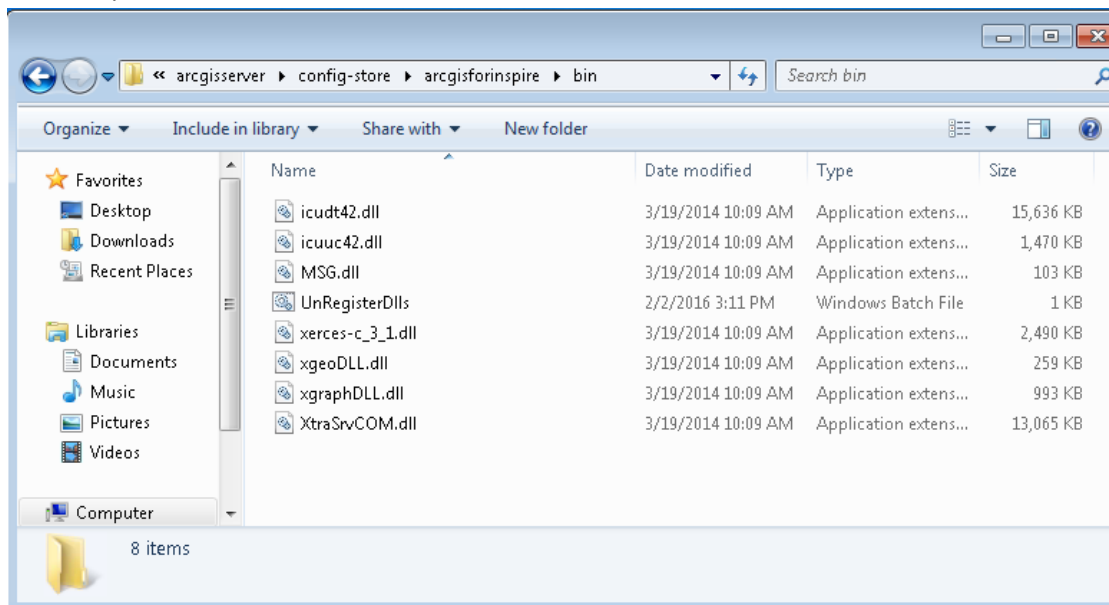 « arcgisserver ▸ config-store ▸ arcgisforinspire ▸ bin Search bin
Organize ▾ Include in library ▾ Share with ▾ New folder
Favorites
Desktop
Downloads
Recent Places
Libraries
Documents
Music
Pictures
Videos
Computer
Name Date modified Type Size
icudt42.dll 3/19/2014 10:09 AM Application extens... 15,636 KB
icuuc42.dll 3/19/2014 10:09 AM Application extens... 1,470 KB
MSG.dll 3/19/2014 10:09 AM Application extens... 103 KB
UnRegisterDlls 2/2/2016 3:11 PM Windows Batch File 1 KB
xerces-c_3_1.dll 3/19/2014 10:09 AM Application extens... 2,490 KB
xgeoDLL.dll 3/19/2014 10:09 AM Application extens... 259 KB
xgraphDLL.dll 3/19/2014 10:09 AM Application extens... 993 KB
XtraSrvCOM.dll 3/19/2014 10:09 AM Application extens... 13,065 KB
8 items